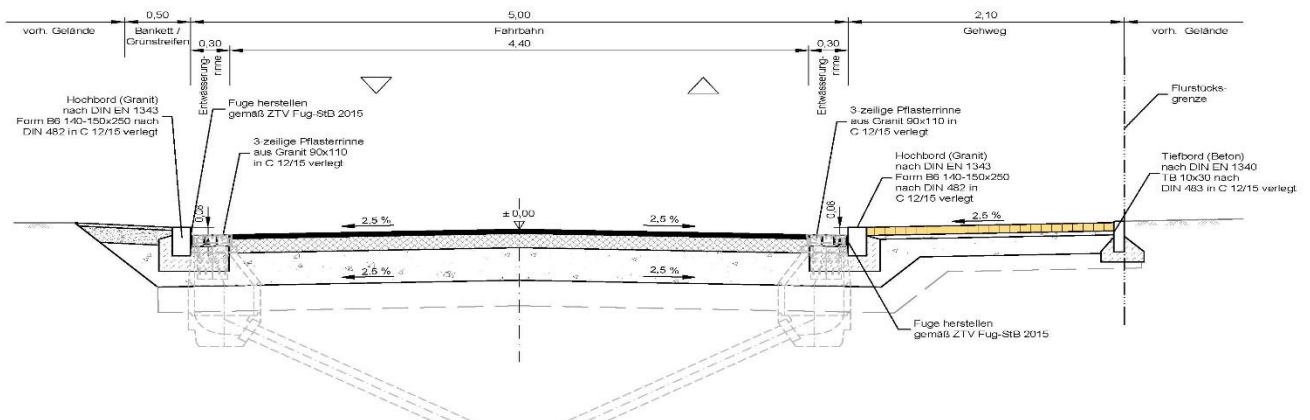 0,50
5,00
2,10
vorh. Gelände
Bankett /
Grünstreifen
Fahrbahn
Gehweg
vorh. Gelände
0,30
4,40
0,30
Entwässerung-
rinne
Entwässerung-
rinne
Hochbord (Granit)
nach DIN EN 1343
Form B6 140-150x250 nach
DIN 482 in C 12/15 verlegt
Fuge herstellen
gemäß ZTV Fug-StB 2015
3-zeilige Pflasterrinne
aus Granit 90x110
in C 12/15 verlegt
3-zeilige Pflasterrinne
aus Granit 90x110 in
C 12/15 verlegt
Hochbord (Granit)
nach DIN EN 1343
Form B6 140-150x250
nach DIN 482 in
C 12/15 verlegt
Flurstücks-
grenze
Tiefbord (Beton)
nach DIN EN 1340
TB 10x30 nach
DIN 483 in C 12/15 verlegt
0,08
2,5 %
± 0,00
2,5 %
0,06
2,5 %
2,5 %
2,5 %
Fuge herstellen
gemäß ZTV Fug-StB 2015